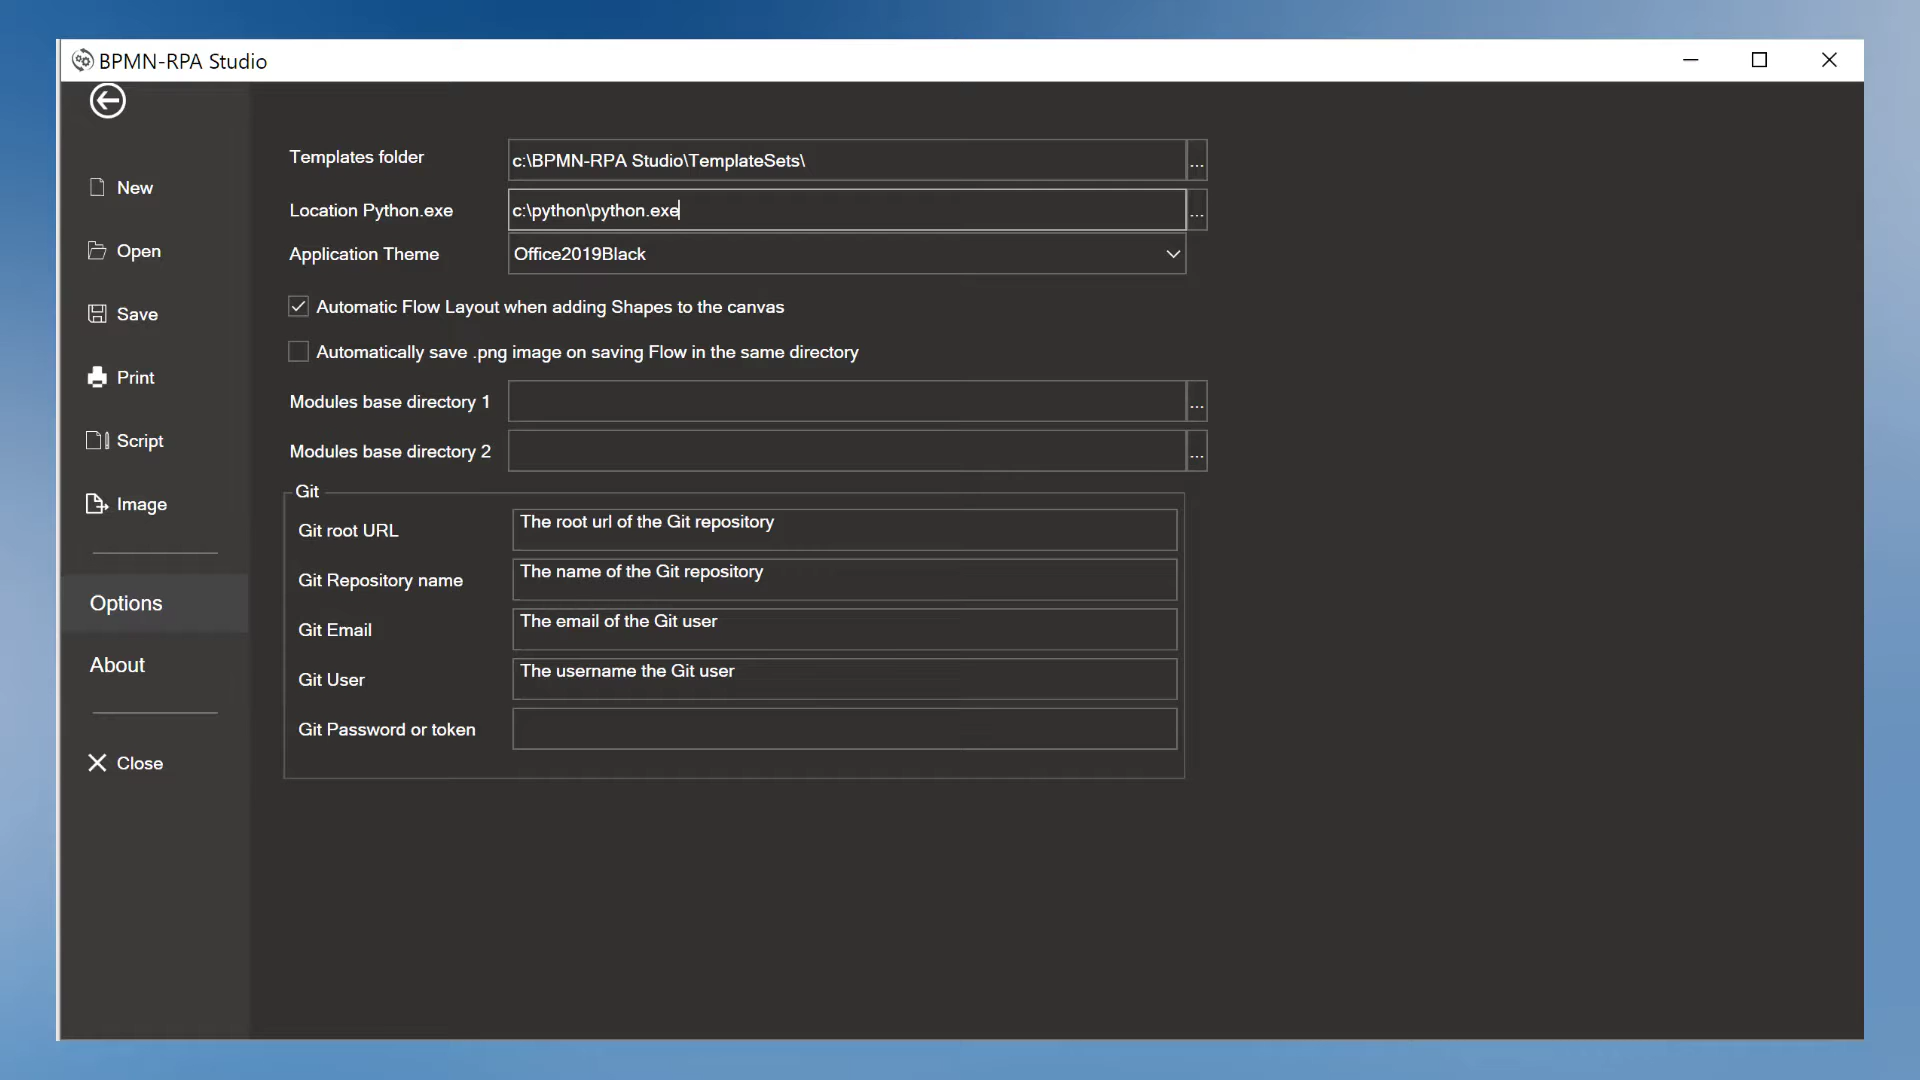 BPMN-RPA Studio
New
Open
Save
Print
Script
Image
Options
About
Close
Templates folder
c:\BPMN-RPA Studio\TemplateSets\
...
Location Python.exe
c:\python\python.exe
...
Application Theme
Office2019Black
Automatic Flow Layout when adding Shapes to the canvas
Automatically save .png image on saving Flow in the same directory
Modules base directory 1
...
Modules base directory 2
...
Git
Git root URL
The root url of the Git repository
Git Repository name
The name of the Git repository
Git Email
The email of the Git user
Git User
The username the Git user
Git Password or token